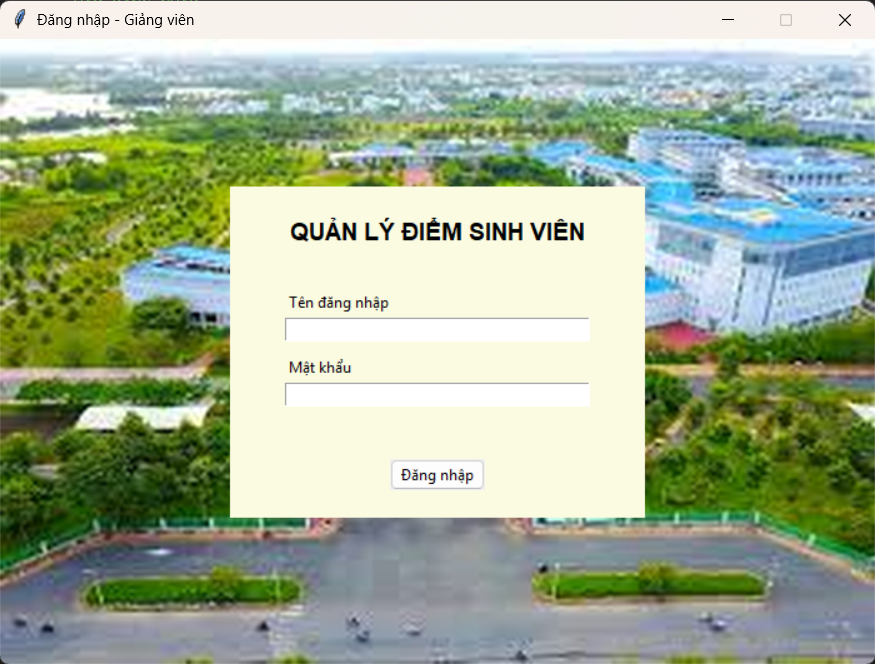 Đăng nhập - Giảng viên
QUẢN LÝ ĐIỂM SINH VIÊN
Tên đăng nhập
Mật khẩu
Đăng nhập